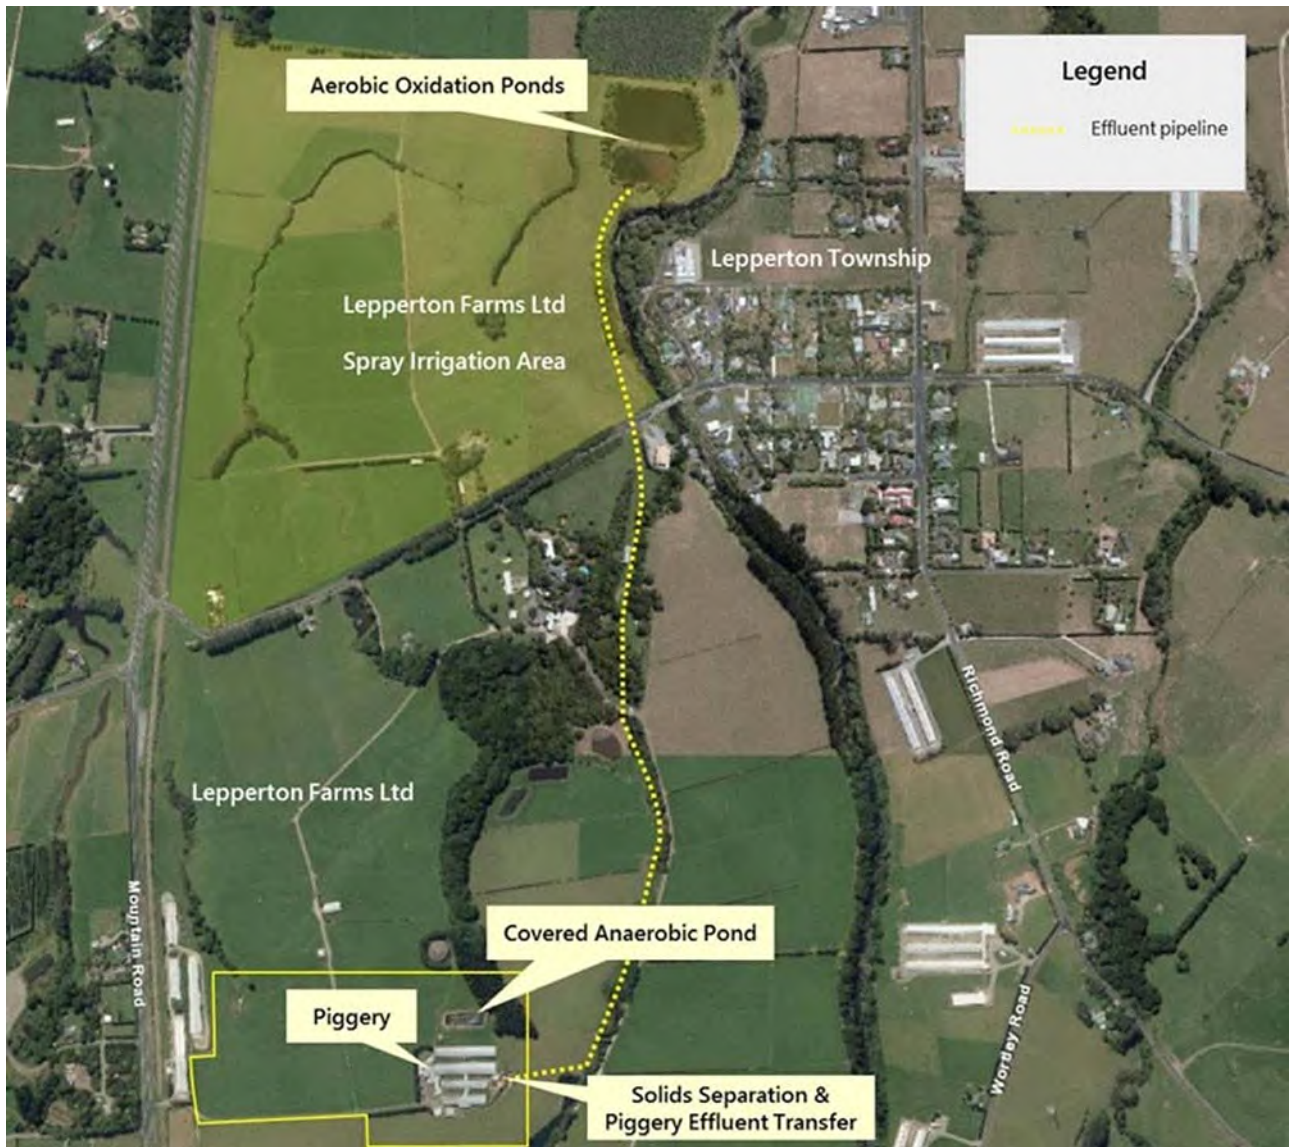 Legend
Effluent pipeline
Aerobic Oxidation Ponds
Lepperton Township
Lepperton Farms Ltd
Spray Irrigation Area
Richmond Road
Lepperton Farms Ltd
Mountain Road
Covered Anaerobic Pond
Piggery
Wortley Road
Solids Separation &
Piggery Effluent Transfer